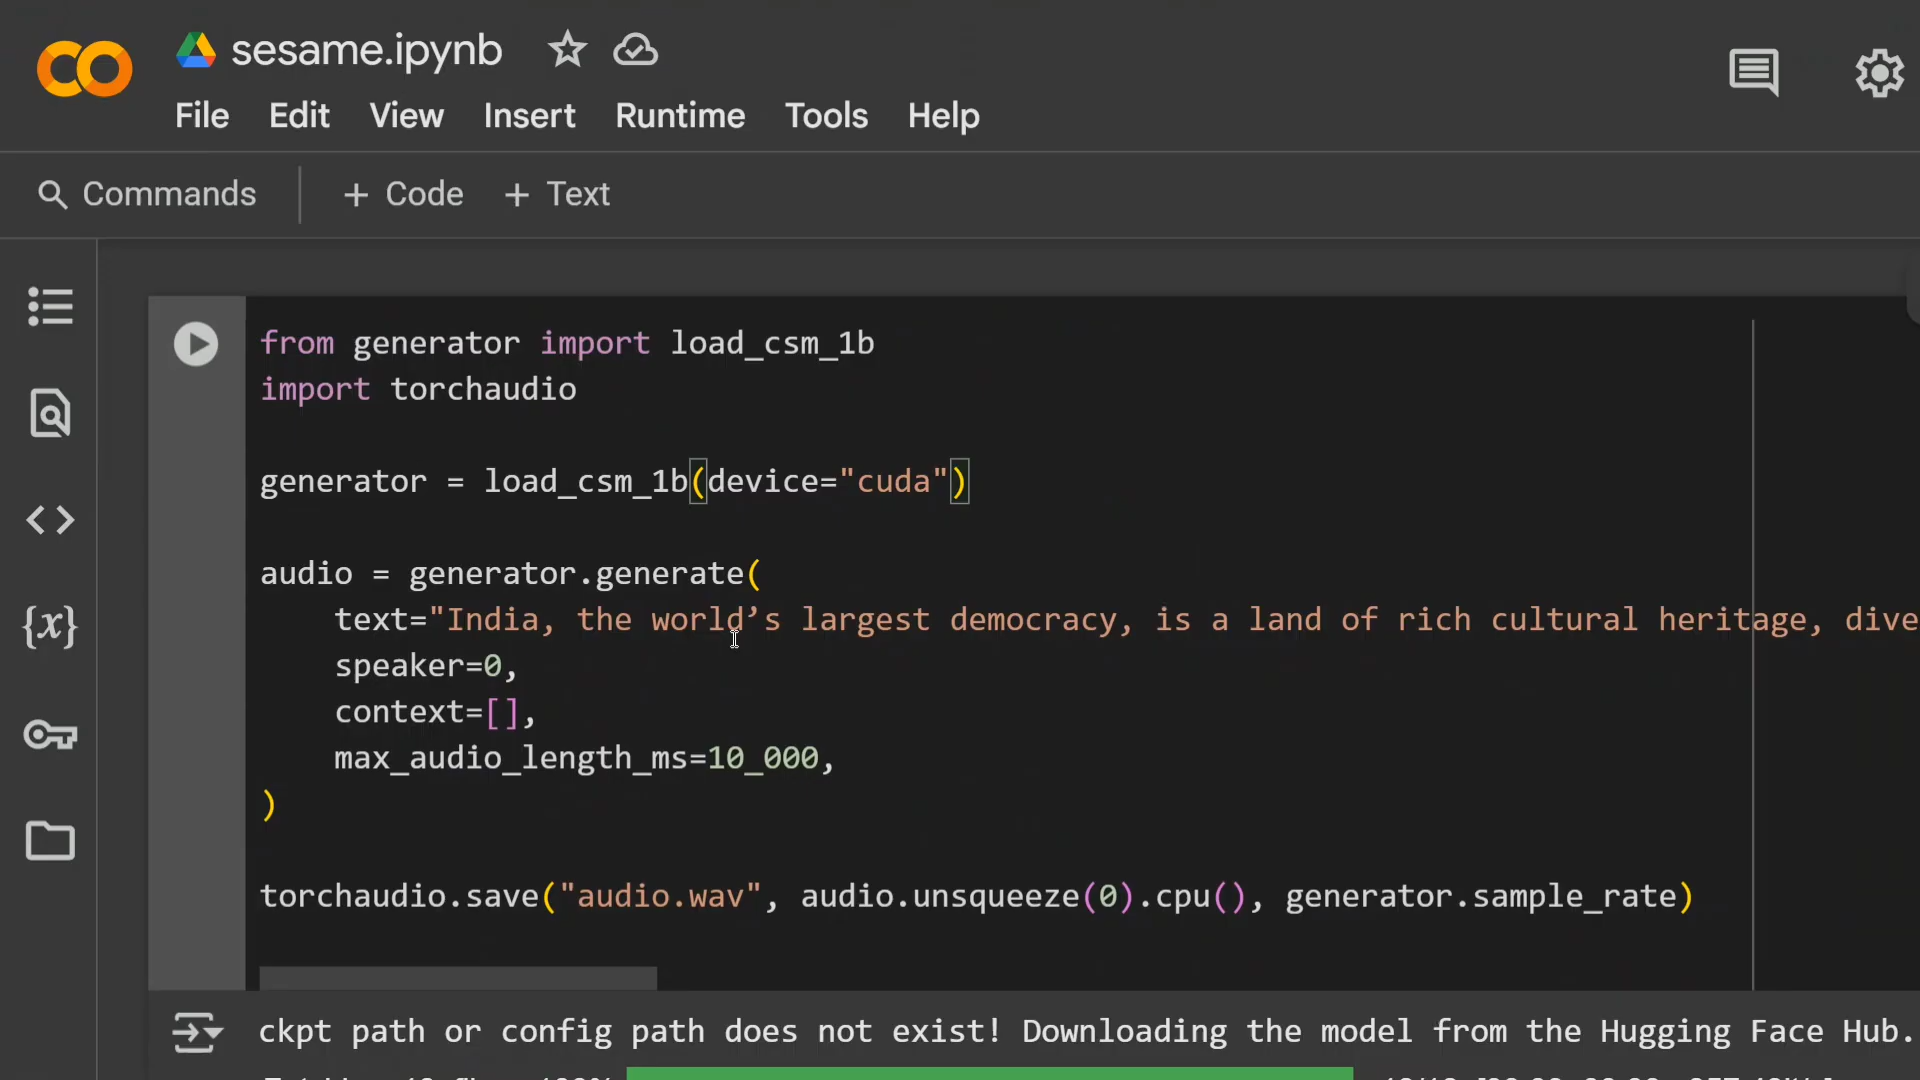 sesame.ipynb
File Edit View Insert Runtime Tools Help
Commands + Code + Text
from generator import load_csm_1b
import torchaudio
generator = load_csm_1b(device="cuda")
audio = generator.generate(
text="India, the world’s largest democracy, is a land of rich cultural heritage, dive
speaker=0,
context=[],
max_audio_length_ms=10_000,
)
torchaudio.save("audio.wav", audio.unsqueeze(0).cpu(), generator.sample_rate)
ckpt path or config path does not exist! Downloading the model from the Hugging Face Hub.